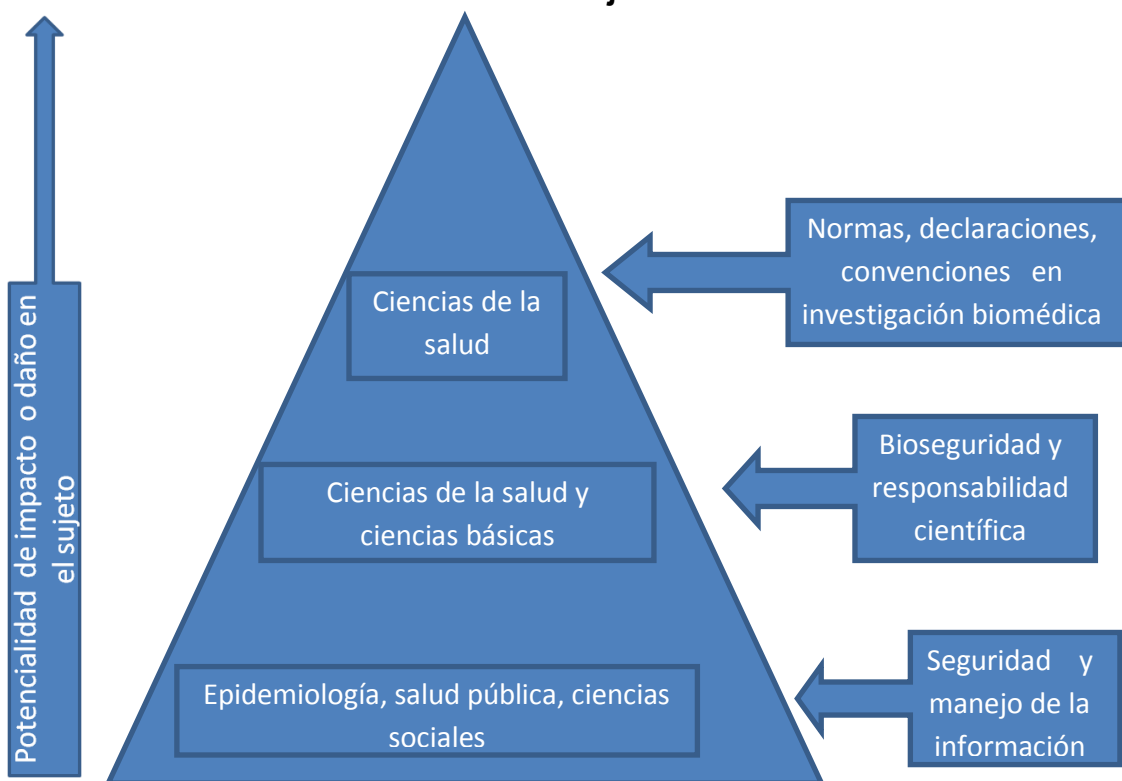 Potencialidad de impacto o daño en
el sujeto
Ciencias de la
salud
Ciencias de la salud y
ciencias básicas
Epidemiología, salud pública, ciencias
sociales
Normas, declaraciones,
convenciones en
investigación biomédica
Bioseguridad y
responsabilidad
científica
Seguridad y
manejo de la
información